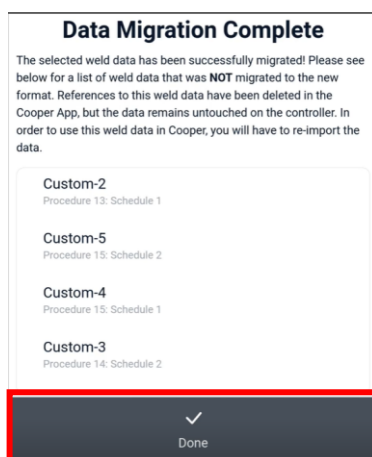 Data Migration Complete
The selected weld data has been successfully migrated! Please see
below for a list of weld data that was NOT migrated to the new
format. References to this weld data have been deleted in the
Cooper App, but the data remains untouched on the controller. In
order to use this weld data in Cooper, you will have to re-import the
data.
Custom-2
Procedure 13: Schedule 1
Custom-5
Procedure 15: Schedule 2
Custom-4
Procedure 15: Schedule 1
Custom-3
Procedure 14: Schedule 2
Done